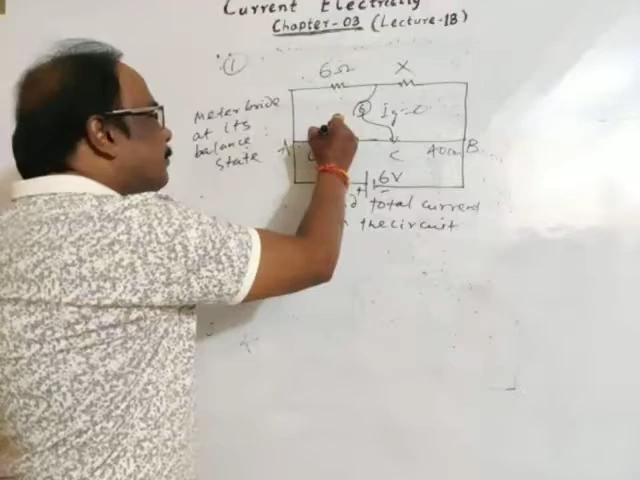 Current Electricity
Chapter-03 (Lecture-1B)
①
6Ω X
Meter bride
at its
balance
state
G Ig=0
A C 40cm B
+ 6V -
total current
the circuit